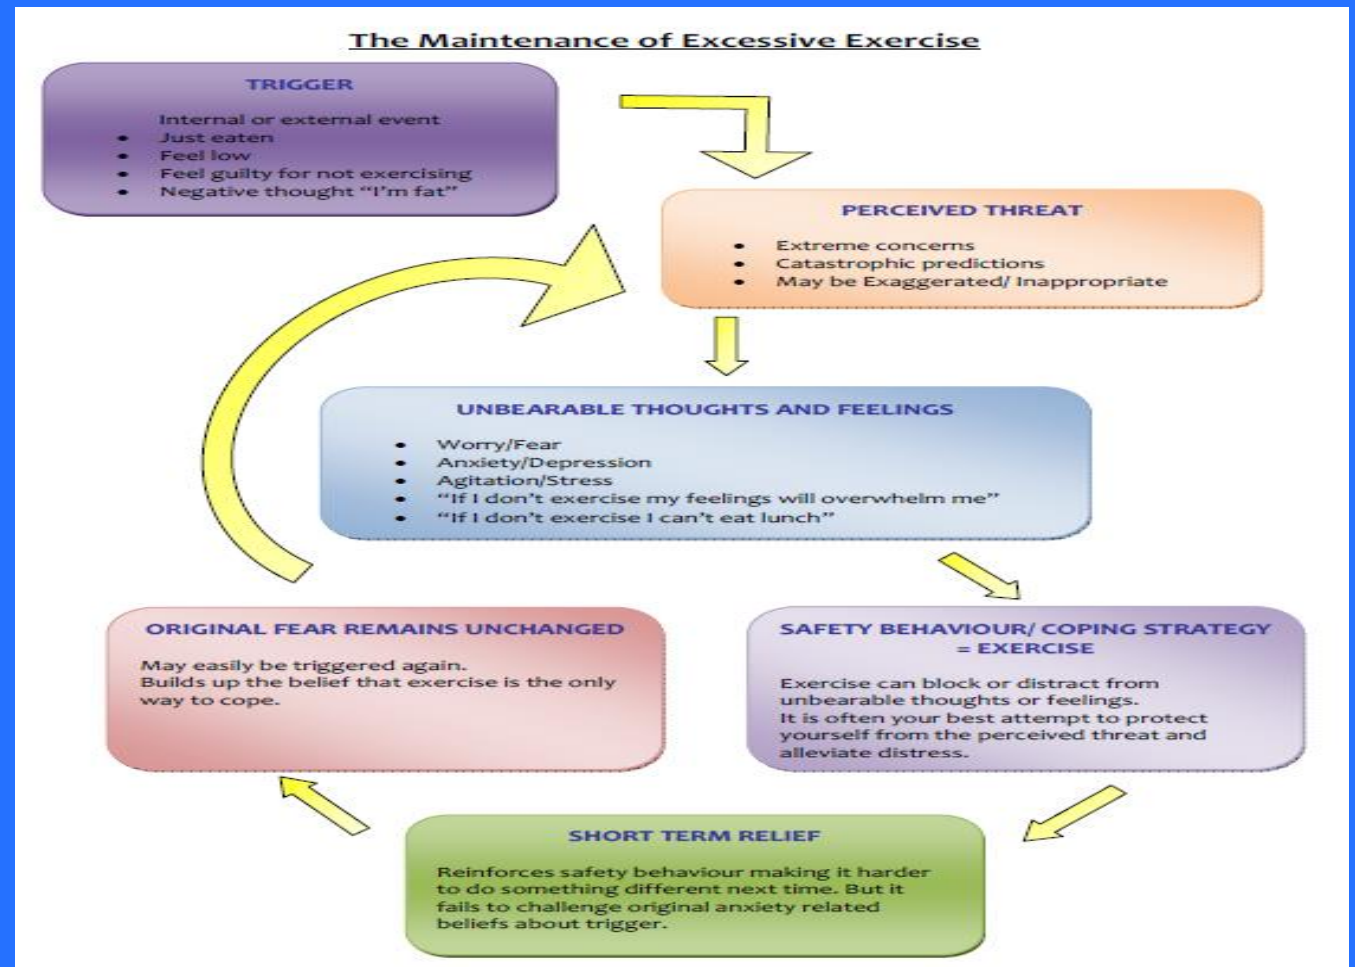 The Maintenance of Excessive Exercise
TRIGGER
Internal or external event
• Just eaten
• Feel low
• Feel guilty for not exercising
• Negative thought “I’m fat”
PERCEIVED THREAT
• Extreme concerns
• Catastrophic predictions
• May be Exaggerated/ Inappropriate
UNBEARABLE THOUGHTS AND FEELINGS
• Worry/Fear
• Anxiety/Depression
• Agitation/Stress
• “If I don’t exercise my feelings will overwhelm me”
• “If I don’t exercise I can’t eat lunch”
SAFETY BEHAVIOUR/ COPING STRATEGY
= EXERCISE
Exercise can block or distract from
unbearable thoughts or feelings.
It is often your best attempt to protect
yourself from the perceived threat and
alleviate distress.
SHORT TERM RELIEF
Reinforces safety behaviour making it harder
to do something different next time. But it
fails to challenge original anxiety related
beliefs about trigger.
ORIGINAL FEAR REMAINS UNCHANGED
May easily be triggered again.
Builds up the belief that exercise is the only
way to cope.